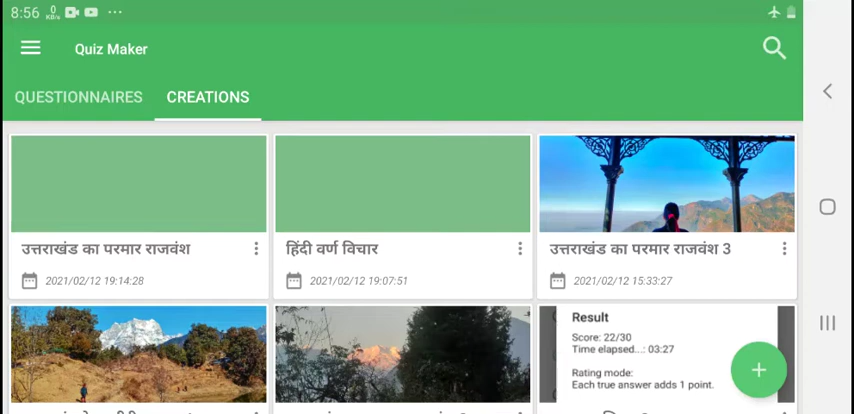 8:56 0 KB/s
Quiz Maker
QUESTIONNAIRES CREATIONS
उत्तराखंड का परमार राजवंश
2021/02/12 19:14:28
हिंदी वर्ण विचार
2021/02/12 19:07:51
उत्तराखंड का परमार राजवंश 3
2021/02/12 15:33:27
Result
Score: 22/30
Time elapsed...: 03:27
Rating mode:
Each true answer adds 1 point.